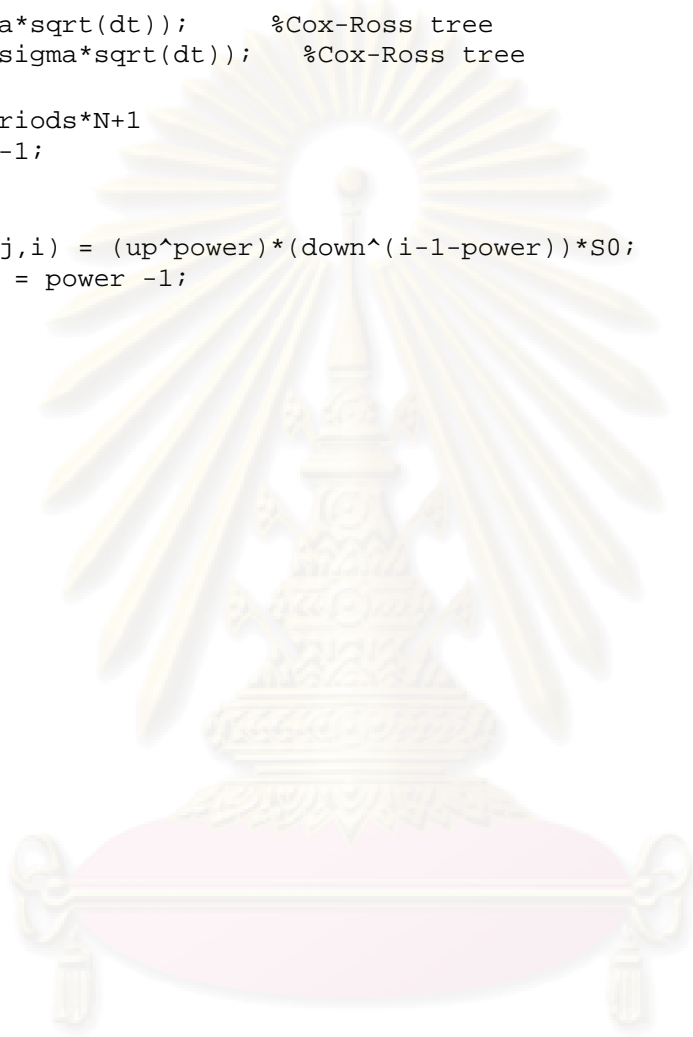 a*sqrt(dt)); %Cox-Ross tree
sigma*sqrt(dt)); %Cox-Ross tree
riods*N+1
-1;
j,i) = (up^power)*(down^(i-1-power))*S0;
= power -1;